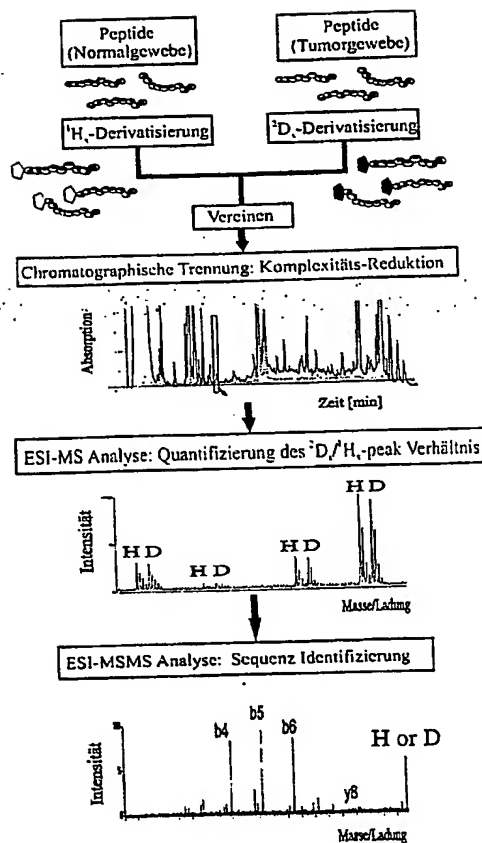 Peptide Peptide
(Normalgewebe) (Tumorgewebe)
¹Hₓ-Derivatisierung ²Dₓ-Derivatisierung
Vereinen
Chromatographische Trennung: Komplexitäts-Reduktion
Absorption
Zeit [min]
ESI-MS Analyse: Quantifizierung des ²Dₓ/¹Hₓ-peak Verhältnis
Intensität
H D
H D
H D
H D
Masse/Ladung
ESI-MSMS Analyse: Sequenz Identifizierung
Intensität
b4
b5
b6
y8
H or D
Masse/Ladung